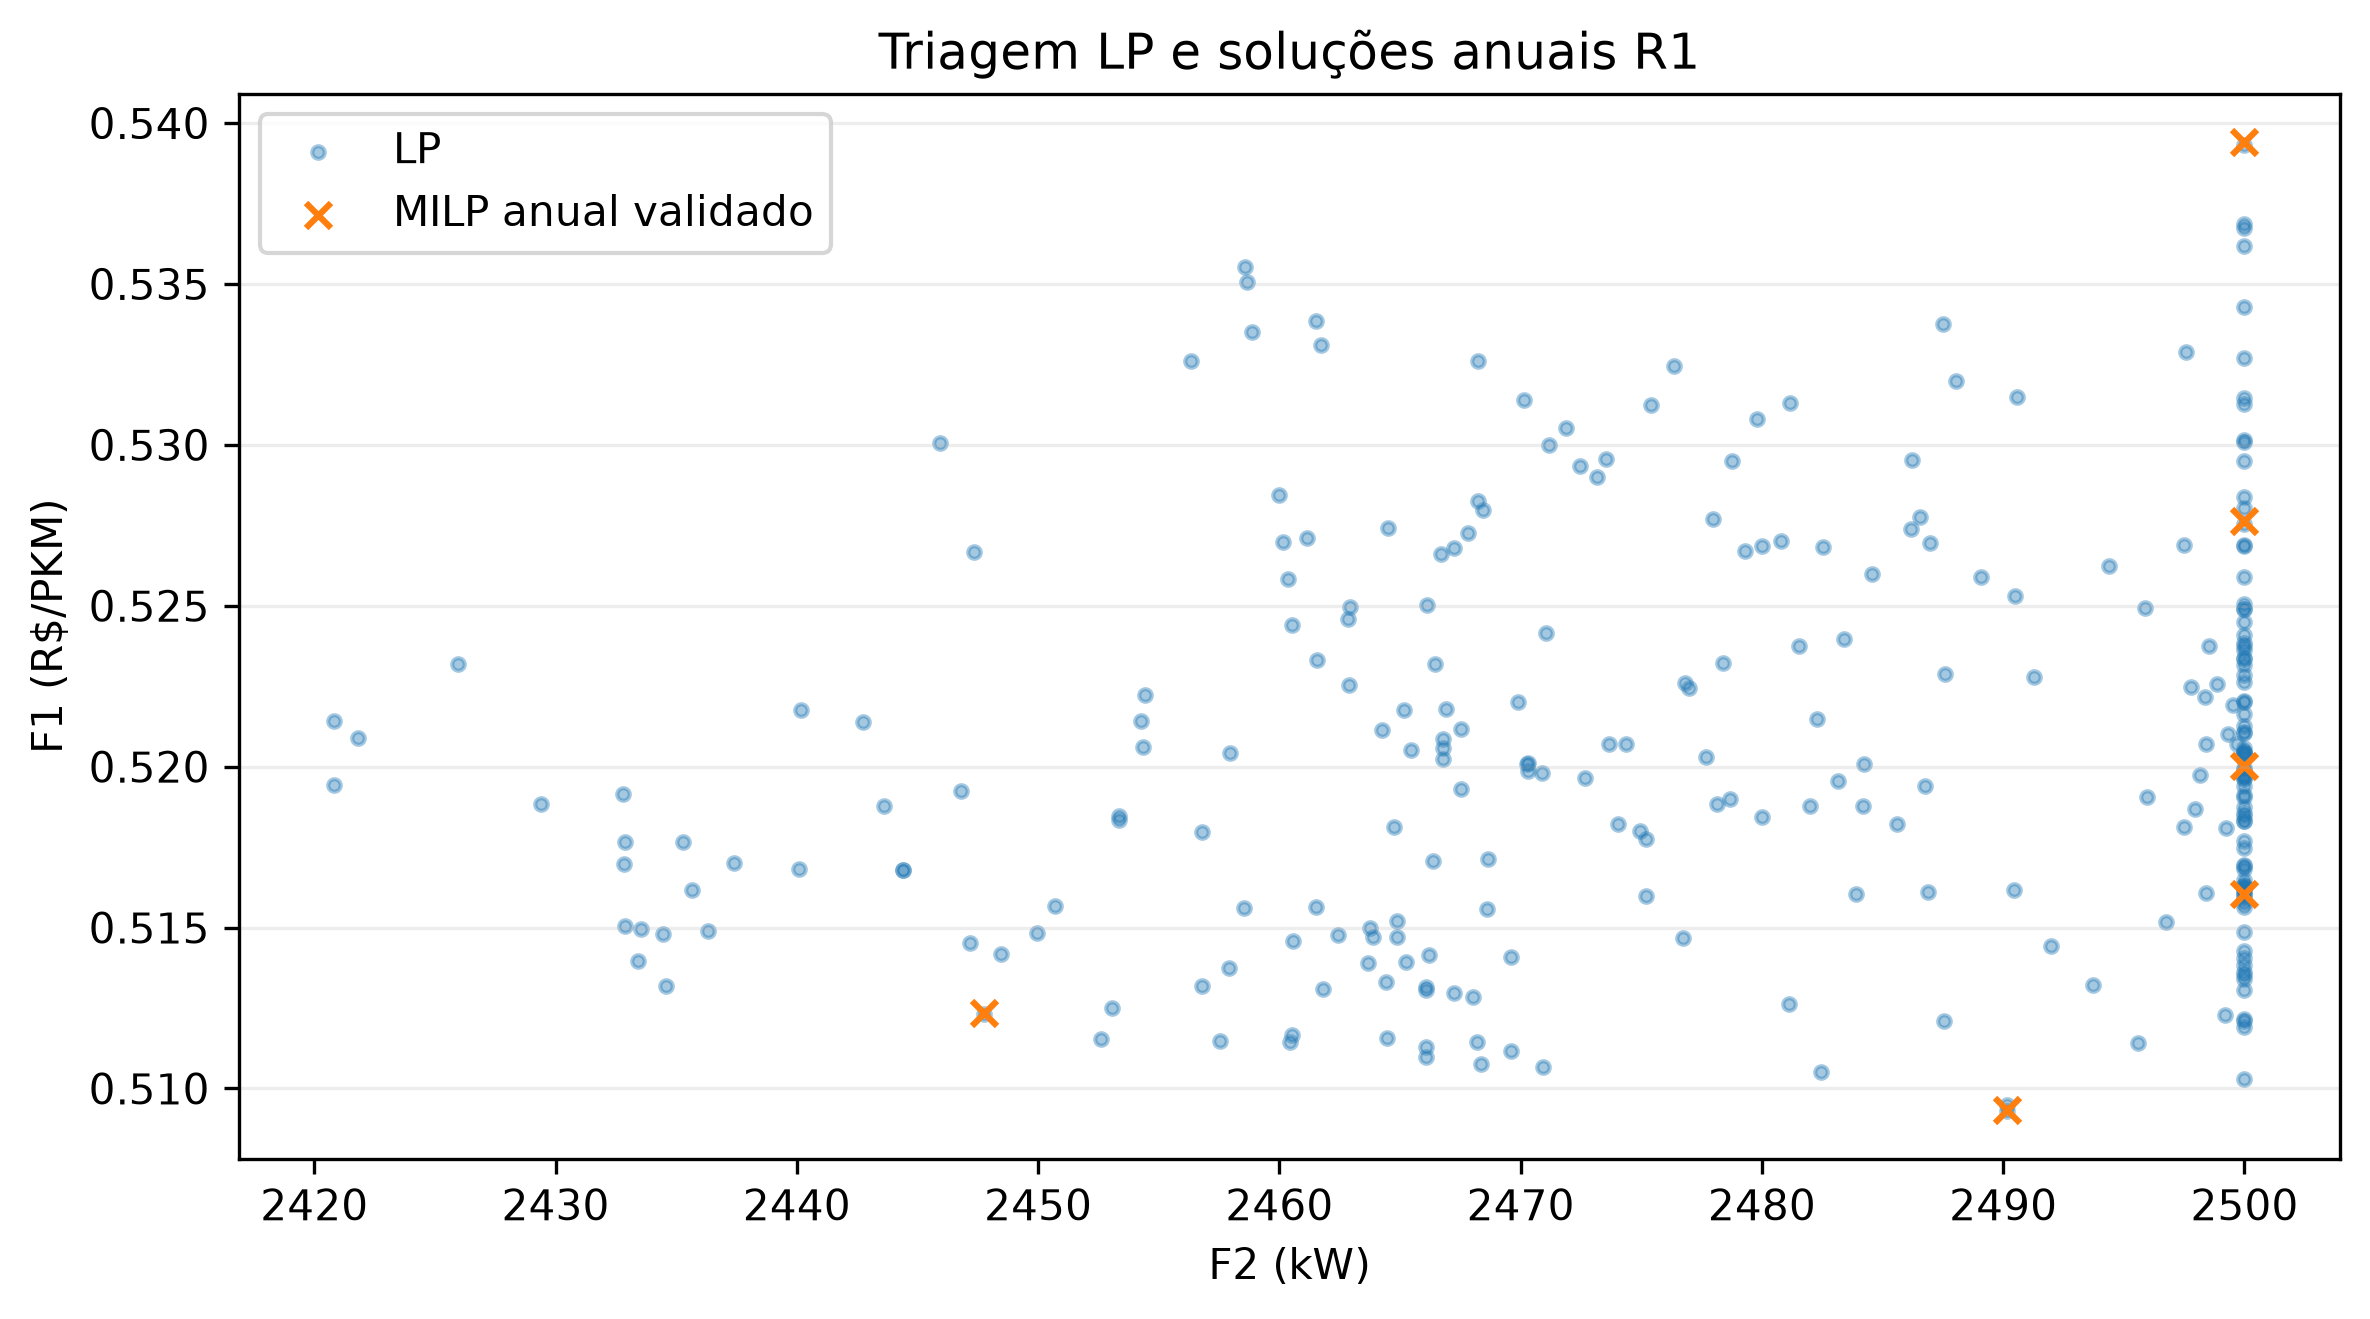 Triagem LP e soluções anuais R1
LP
MILP anual validado
0.540
0.535
0.530
0.525
0.520
0.515
0.510
F1 (R$/PKM)
2420 2430 2440 2450 2460 2470 2480 2490 2500
F2 (kW)